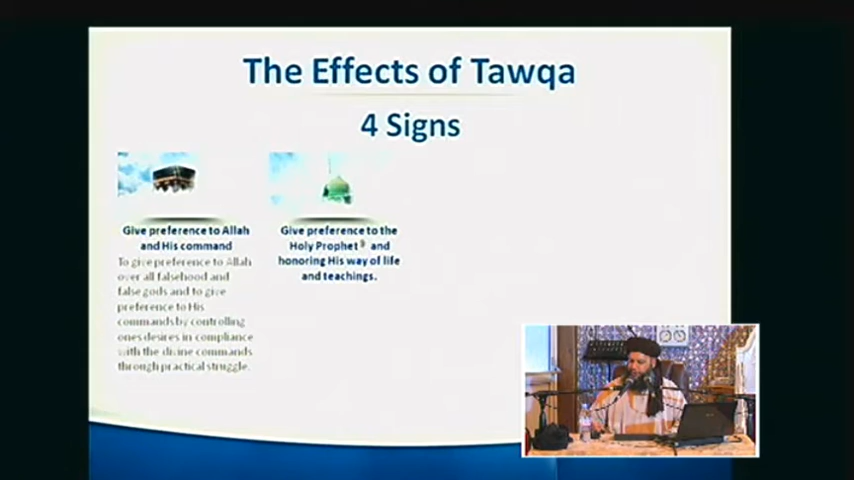 The Effects of Tawqa
4 Signs
Give preference to Allah
and His command
To give preference to Allah
over all falsehood and
false gods and to give
preference to His
commands by controlling
ones desires in compliance
with the divine commands
through practical struggle.
Give preference to the
Holy Prophet and
honoring His way of life
and teachings.